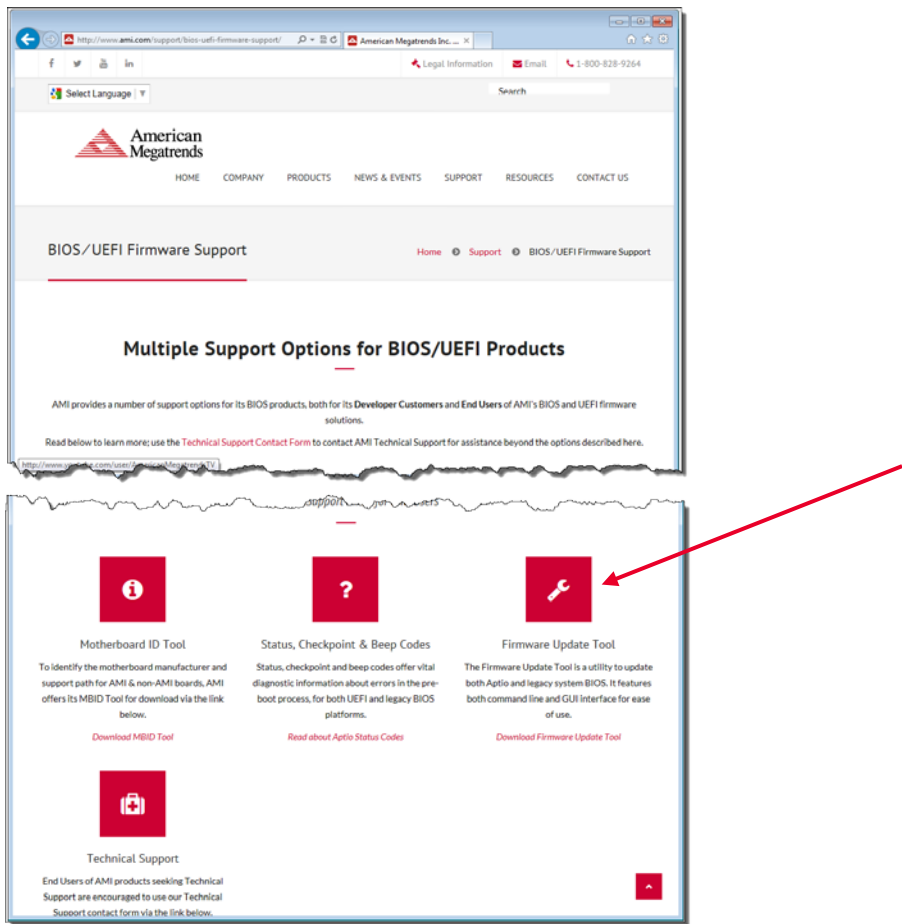 http://www.ami.com/support/bios-uefi-firmware-support/
American Megatrends Inc. ...
Legal Information
Email
1-800-828-9264
Select Language
Search
American
Megatrends
HOME COMPANY PRODUCTS NEWS & EVENTS SUPPORT RESOURCES CONTACT US
BIOS/UEFI Firmware Support
Home Support BIOS/UEFI Firmware Support
Multiple Support Options for BIOS/UEFI Products
AMI provides a number of support options for its BIOS products, both for its Developer Customers and End Users of AMI's BIOS and UEFI firmware
solutions.
Read below to learn more; use the Technical Support Contact Form to contact AMI Technical Support for assistance beyond the options described here.
http://www.youtube.com/user/AmericanMegatrendsTV
support
Motherboard ID Tool
To identify the motherboard manufacturer and
support path for AMI & non-AMI boards, AMI
offers its MBID Tool for download via the link
below.
Download MBID Tool
Status, Checkpoint & Beep Codes
Status, checkpoint and beep codes offer vital
diagnostic information about errors in the pre-
boot process, for both UEFI and legacy BIOS
platforms.
Read about Aptio Status Codes
Firmware Update Tool
The Firmware Update Tool is a utility to update
both Aptio and legacy system BIOS. It features
both command line and GUI interface for ease
of use.
Download Firmware Update Tool
Technical Support
End Users of AMI products seeking Technical
Support are encouraged to use our Technical
Support contact form via the link below.